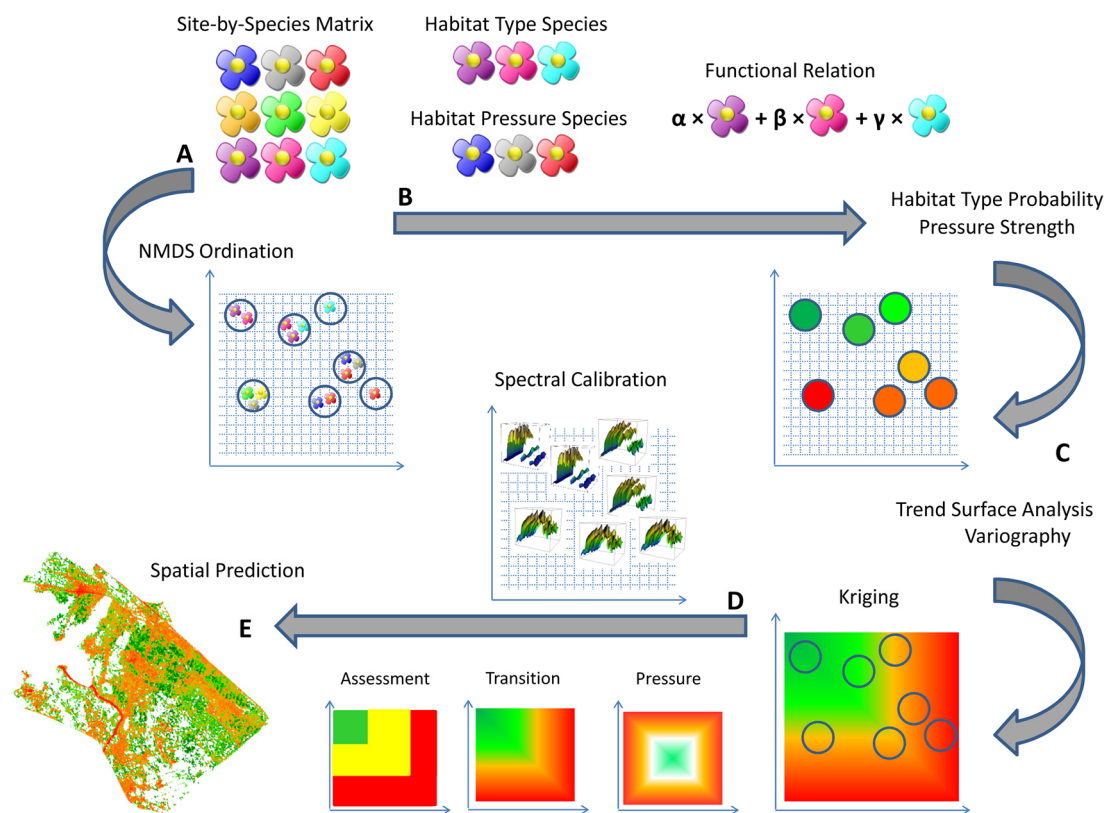 Site-by-Species Matrix
Habitat Type Species
Functional Relation
α × + β × + γ ×
Habitat Pressure Species
A
B
Habitat Type Probability
Pressure Strength
NMDS Ordination
Spectral Calibration
C
Trend Surface Analysis
Variography
Spatial Prediction
Kriging
D
E
Assessment
Transition
Pressure